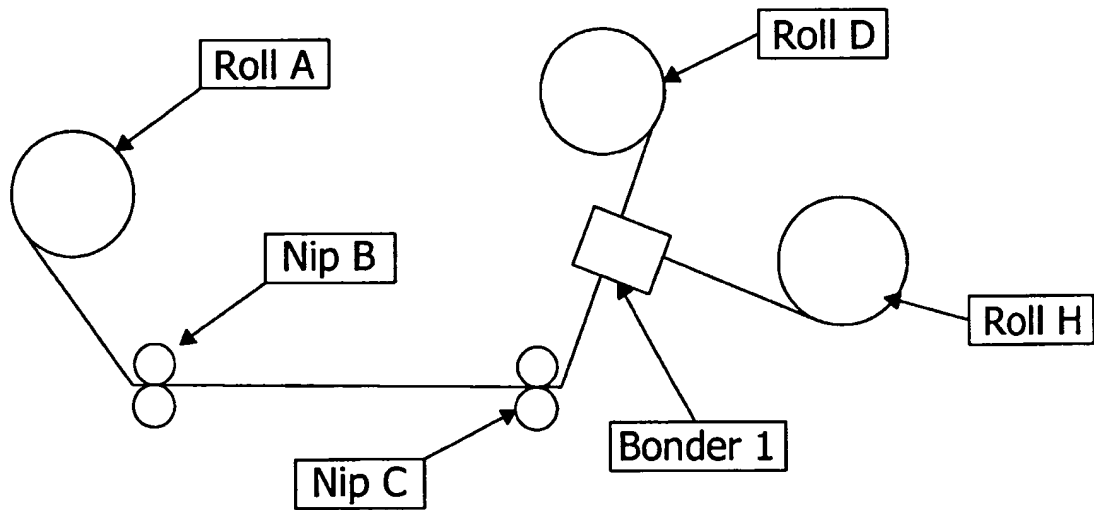 Roll D
Roll A
Nip B
Roll H
Bonder 1
Nip C